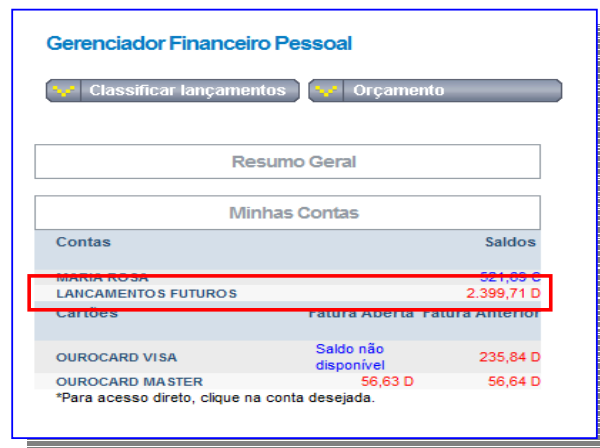 Gerenciador Financeiro Pessoal
Classificar lançamentos Orçamento
Resumo Geral
Minhas Contas
Contas Saldos
MARIA ROSA 521,69 C
LANCAMENTOS FUTUROS 2.399,71 D
Cartões Fatura Aberta Fatura Anterior
OUROCARD VISA Saldo não disponível 235,84 D
OUROCARD MASTER 56,63 D 56,64 D
*Para acesso direto, clique na conta desejada.